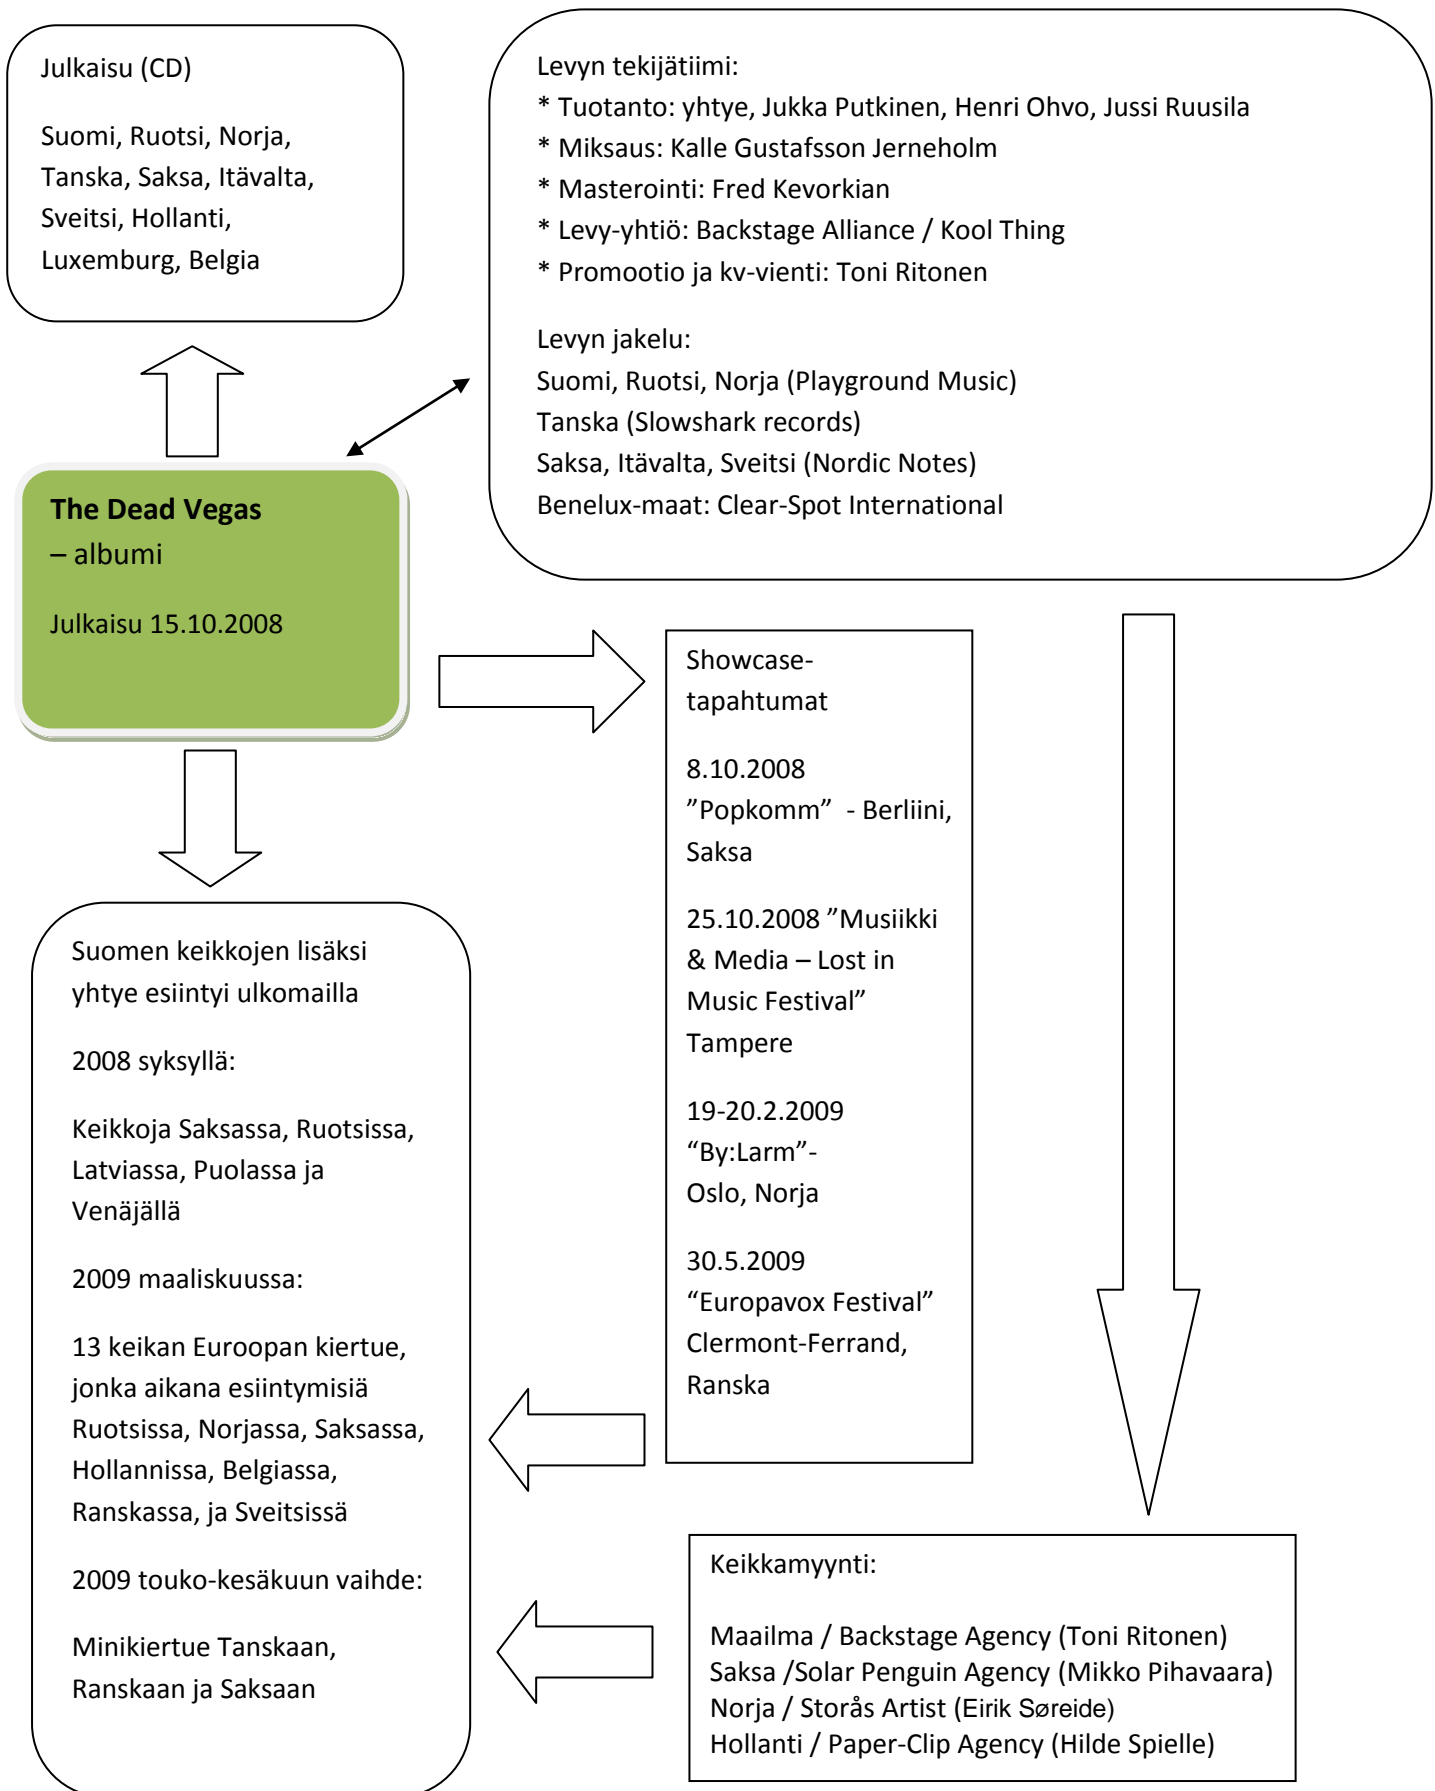 Julkaisu (CD)
Suomi, Ruotsi, Norja,
Tanska, Saksa, Itävalta,
Sveitsi, Hollanti,
Luxemburg, Belgia
Levyn tekijätiimi:
* Tuotanto: yhtye, Jukka Putkinen, Henri Ohvo, Jussi Ruusila
* Miksaus: Kalle Gustafsson Jerneholm
* Masterointi: Fred Kevorkian
* Levy-yhtiö: Backstage Alliance / Kool Thing
* Promootio ja kv-vienti: Toni Ritonen
Levyn jakelu:
Suomi, Ruotsi, Norja (Playground Music)
Tanska (Slowshark records)
Saksa, Itävalta, Sveitsi (Nordic Notes)
Benelux-maat: Clear-Spot International
The Dead Vegas
– albumi
Julkaisu 15.10.2008
Showcase-
tapahtumat
8.10.2008
”Popkomm” - Berliini,
Saksa
25.10.2008 ”Musiikki
& Media – Lost in
Music Festival”
Tampere
19-20.2.2009
“By:Larm”-
Oslo, Norja
30.5.2009
“Europavox Festival”
Clermont-Ferrand,
Ranska
Suomen keikkojen lisäksi
yhtye esiintyi ulkomailla
2008 syksyllä:
Keikkoja Saksassa, Ruotsissa,
Latviassa, Puolassa ja
Venäjällä
2009 maaliskuussa:
13 keikan Euroopan kiertue,
jonka aikana esiintymisiä
Ruotsissa, Norjassa, Saksassa,
Hollannissa, Belgiassa,
Ranskassa, ja Sveitsissä
2009 touko-kesäkuun vaihde:
Minikiertue Tanskaan,
Ranskaan ja Saksaan
Keikkamyynti:
Maailma / Backstage Agency (Toni Ritonen)
Saksa /Solar Penguin Agency (Mikko Pihavaara)
Norja / Storås Artist (Eirik Søreide)
Hollanti / Paper-Clip Agency (Hilde Spielle)